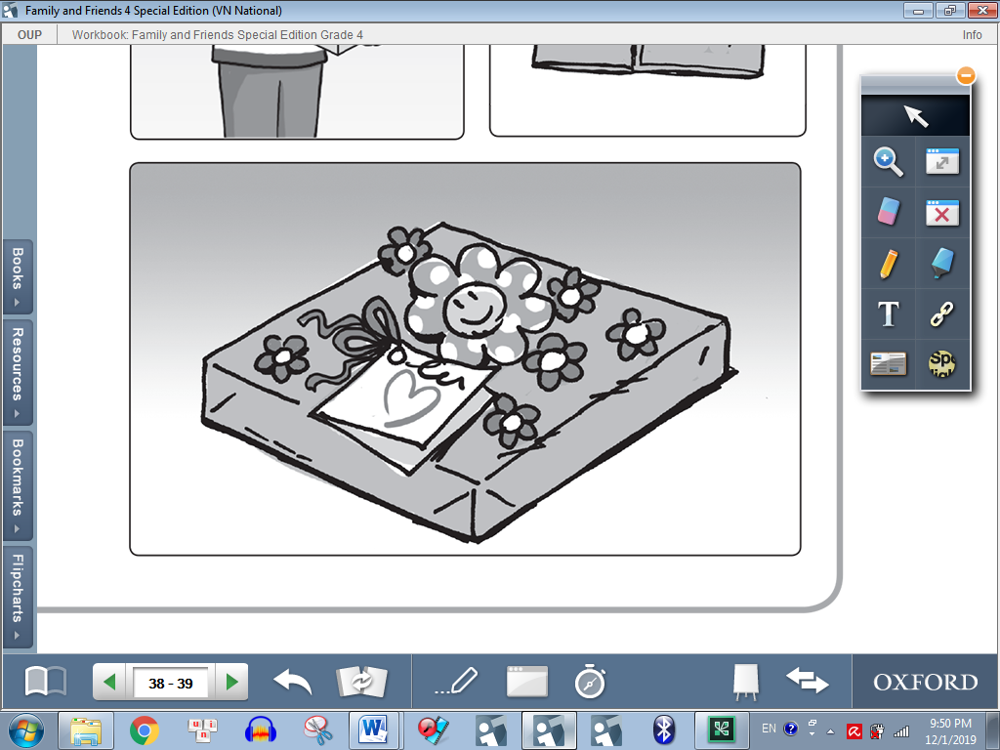 Family and Friends 4 Special Edition (VN National)
OUP
Workbook: Family and Friends Special Edition Grade 4
Info
Books
Resources
Bookmarks
Flipcharts
T
38 - 39
OXFORD
EN
9:50 PM
12/1/2019